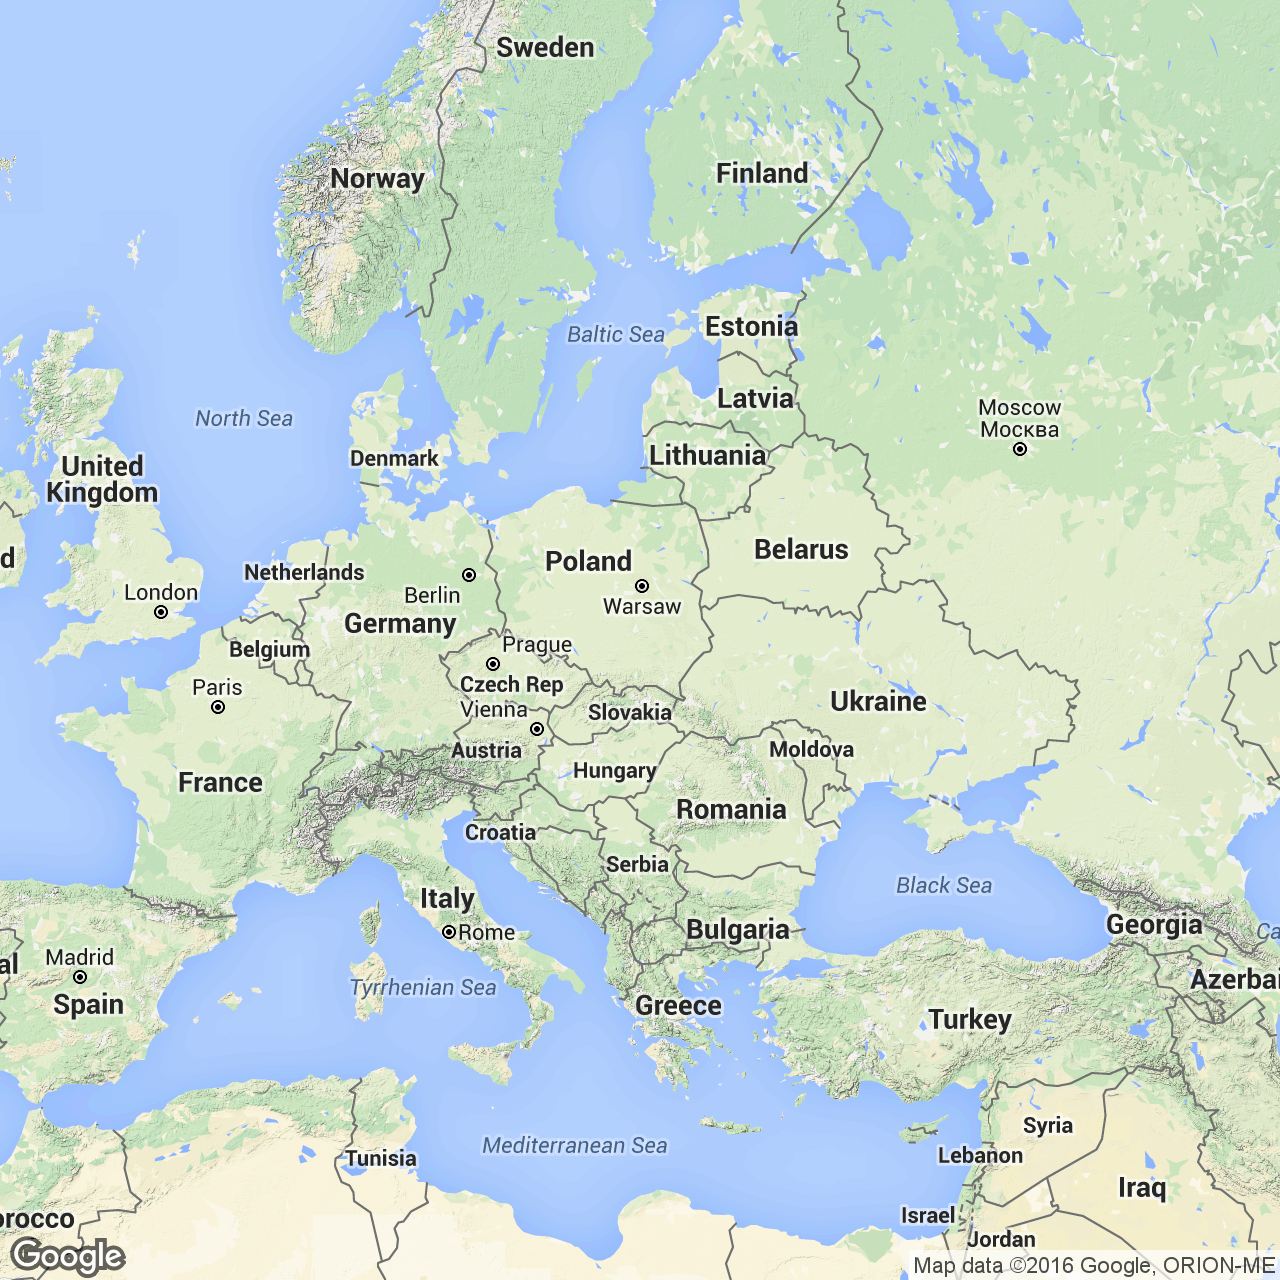 Sweden
Norway
Finland
Baltic Sea
Estonia
Latvia
Lithuania
North Sea
Denmark
Moscow
Москва
United
Kingdom
d
Netherlands
London
Berlin
Germany
Poland
Warsaw
Belarus
Belgium
Paris
Prague
Czech Rep
Vienna
Slovakia
Ukraine
Austria
Hungary
Moldova
France
Romania
Croatia
Serbia
Black Sea
Italy
Rome
Bulgaria
Georgia
Ca
al
Madrid
Spain
Tyrrhenian Sea
Greece
Turkey
Azerbai
Mediterranean Sea
Tunisia
Syria
Lebanon
Iraq
Israel
Jordan
orocco
Google
Map data ©2016 Google, ORION-ME